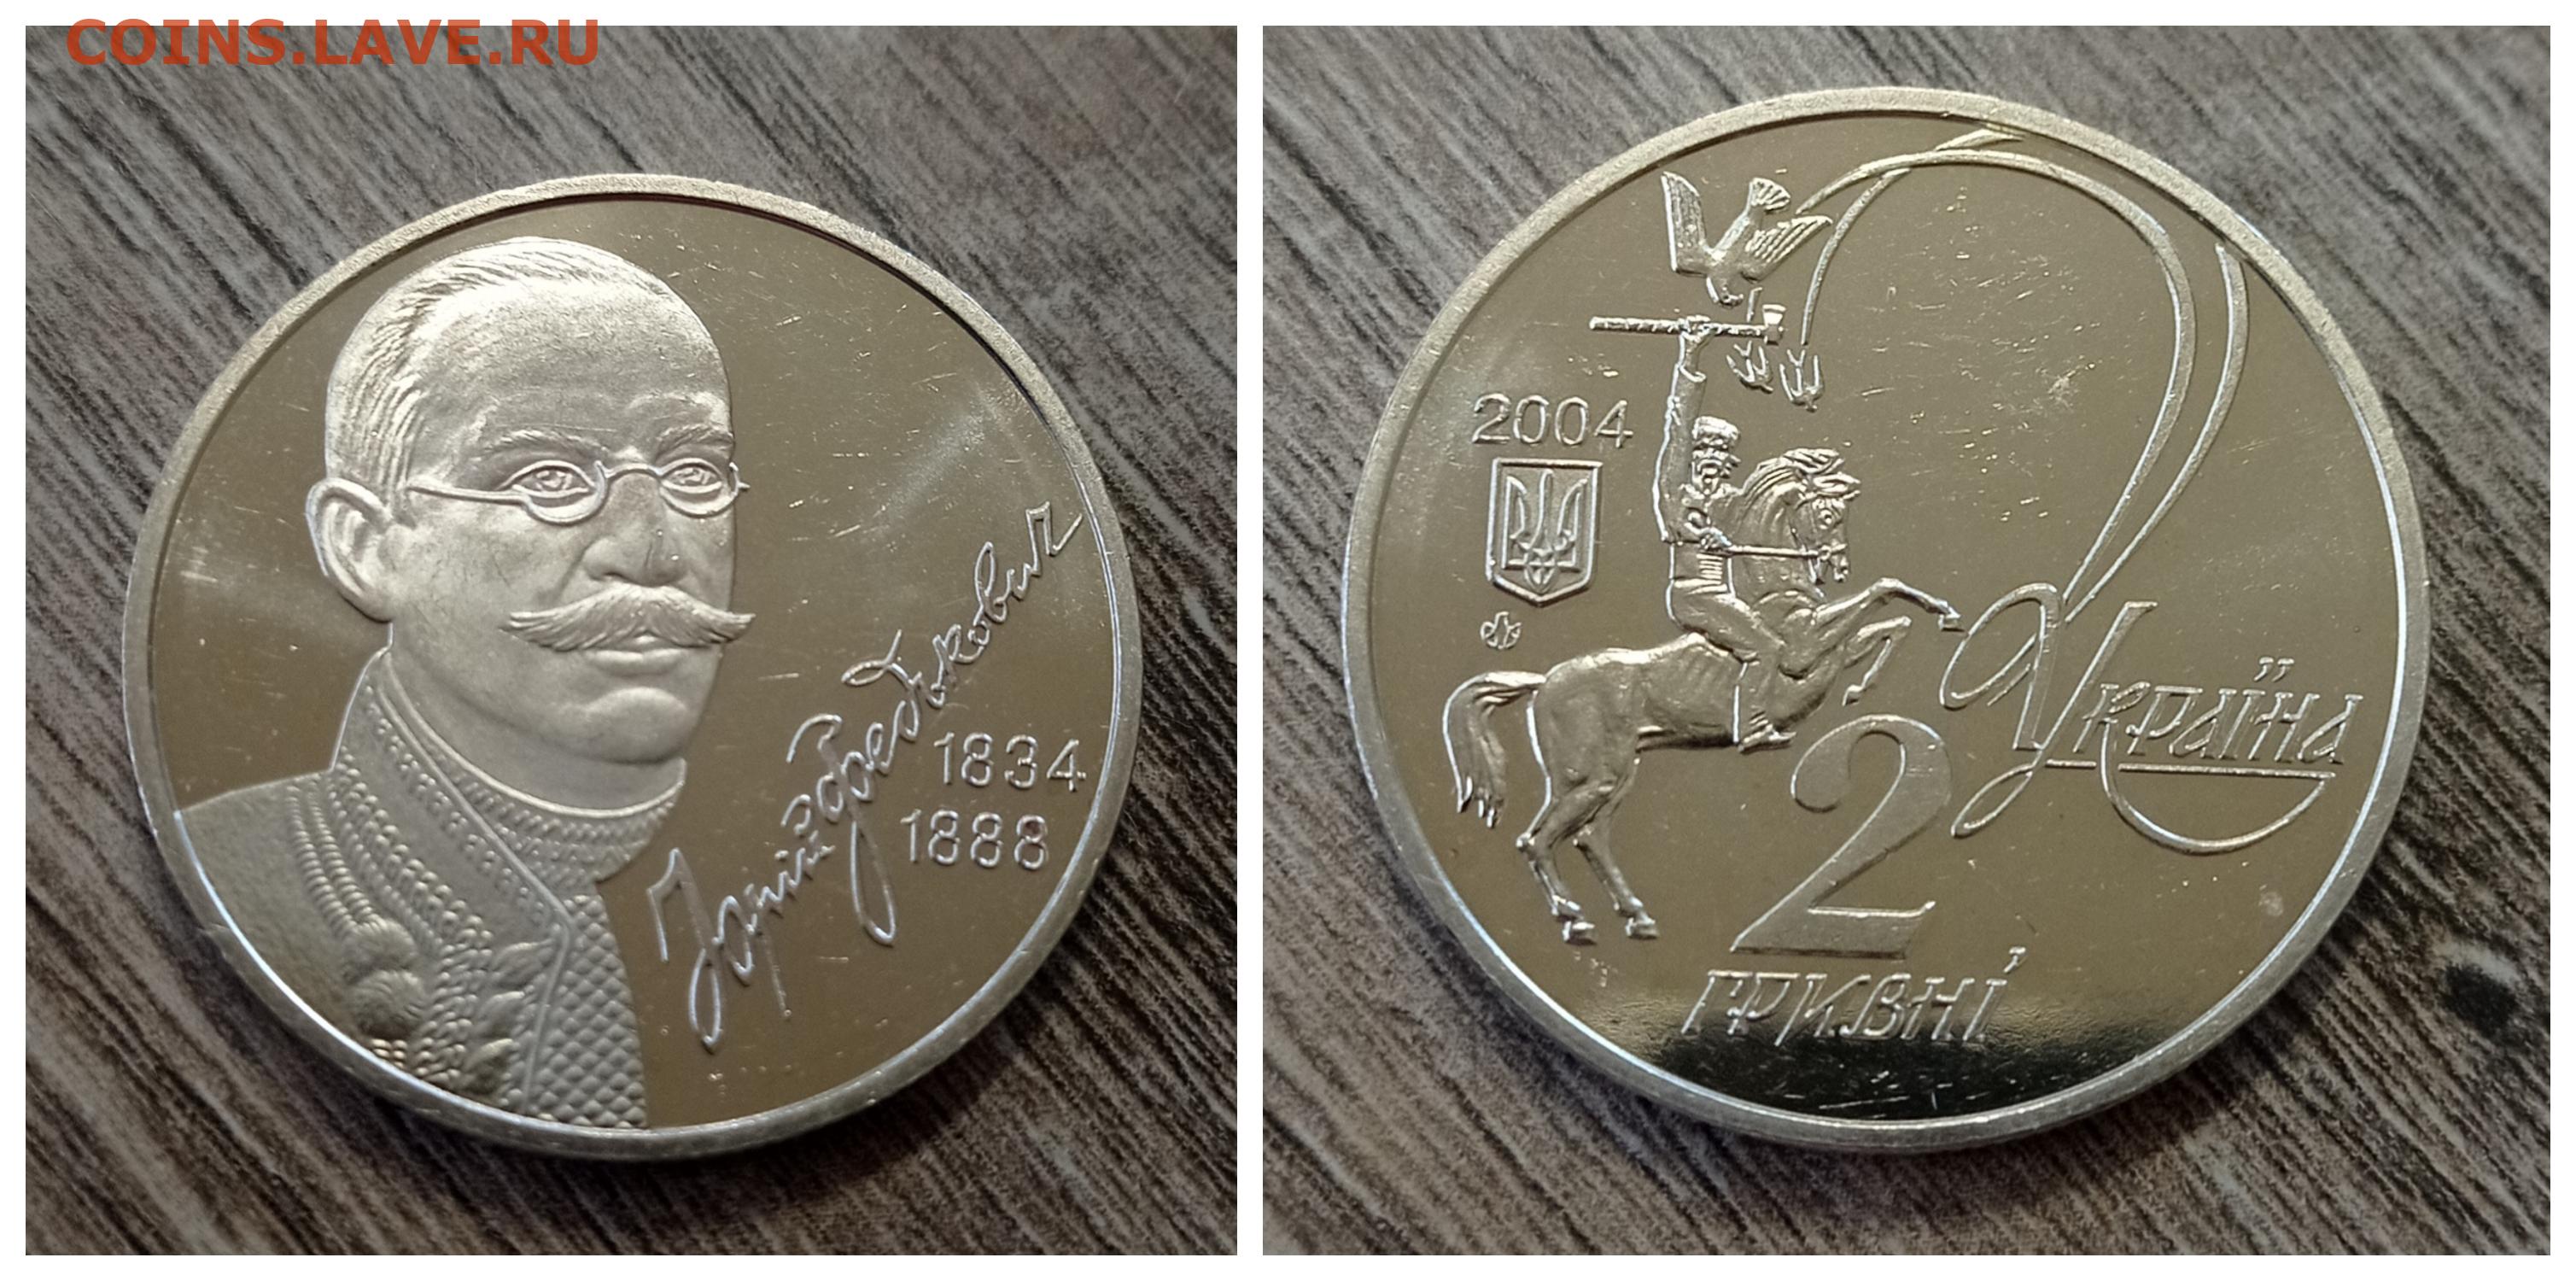 COINS.LAVE.RU
Юрій Федькович
1834
1888
2004
Україна
2
ГРИВНІ